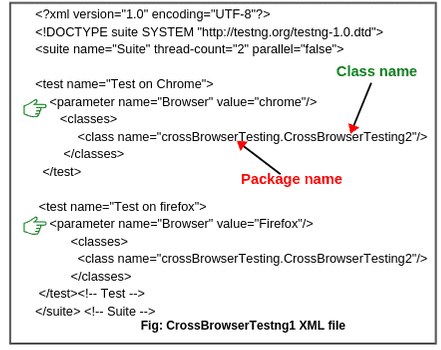 <?xml version="1.0" encoding="UTF-8"?>
<!DOCTYPE suite SYSTEM "http://testng.org/testng-1.0.dtd">
<suite name="Suite" thread-count="2" parallel="false">
<test name="Test on Chrome">
Class name
<parameter name="Browser" value="chrome"/>
<classes>
<class name="crossBrowserTesting.CrossBrowserTesting2"/>
</classes>
</test>
Package name
<test name="Test on firefox">
<parameter name="Browser" value="Firefox"/>
<classes>
<class name="crossBrowserTesting.CrossBrowserTesting2"/>
</classes>
</test><!-- Test -->
</suite> <!-- Suite -->
Fig: CrossBrowserTestng1 XML file